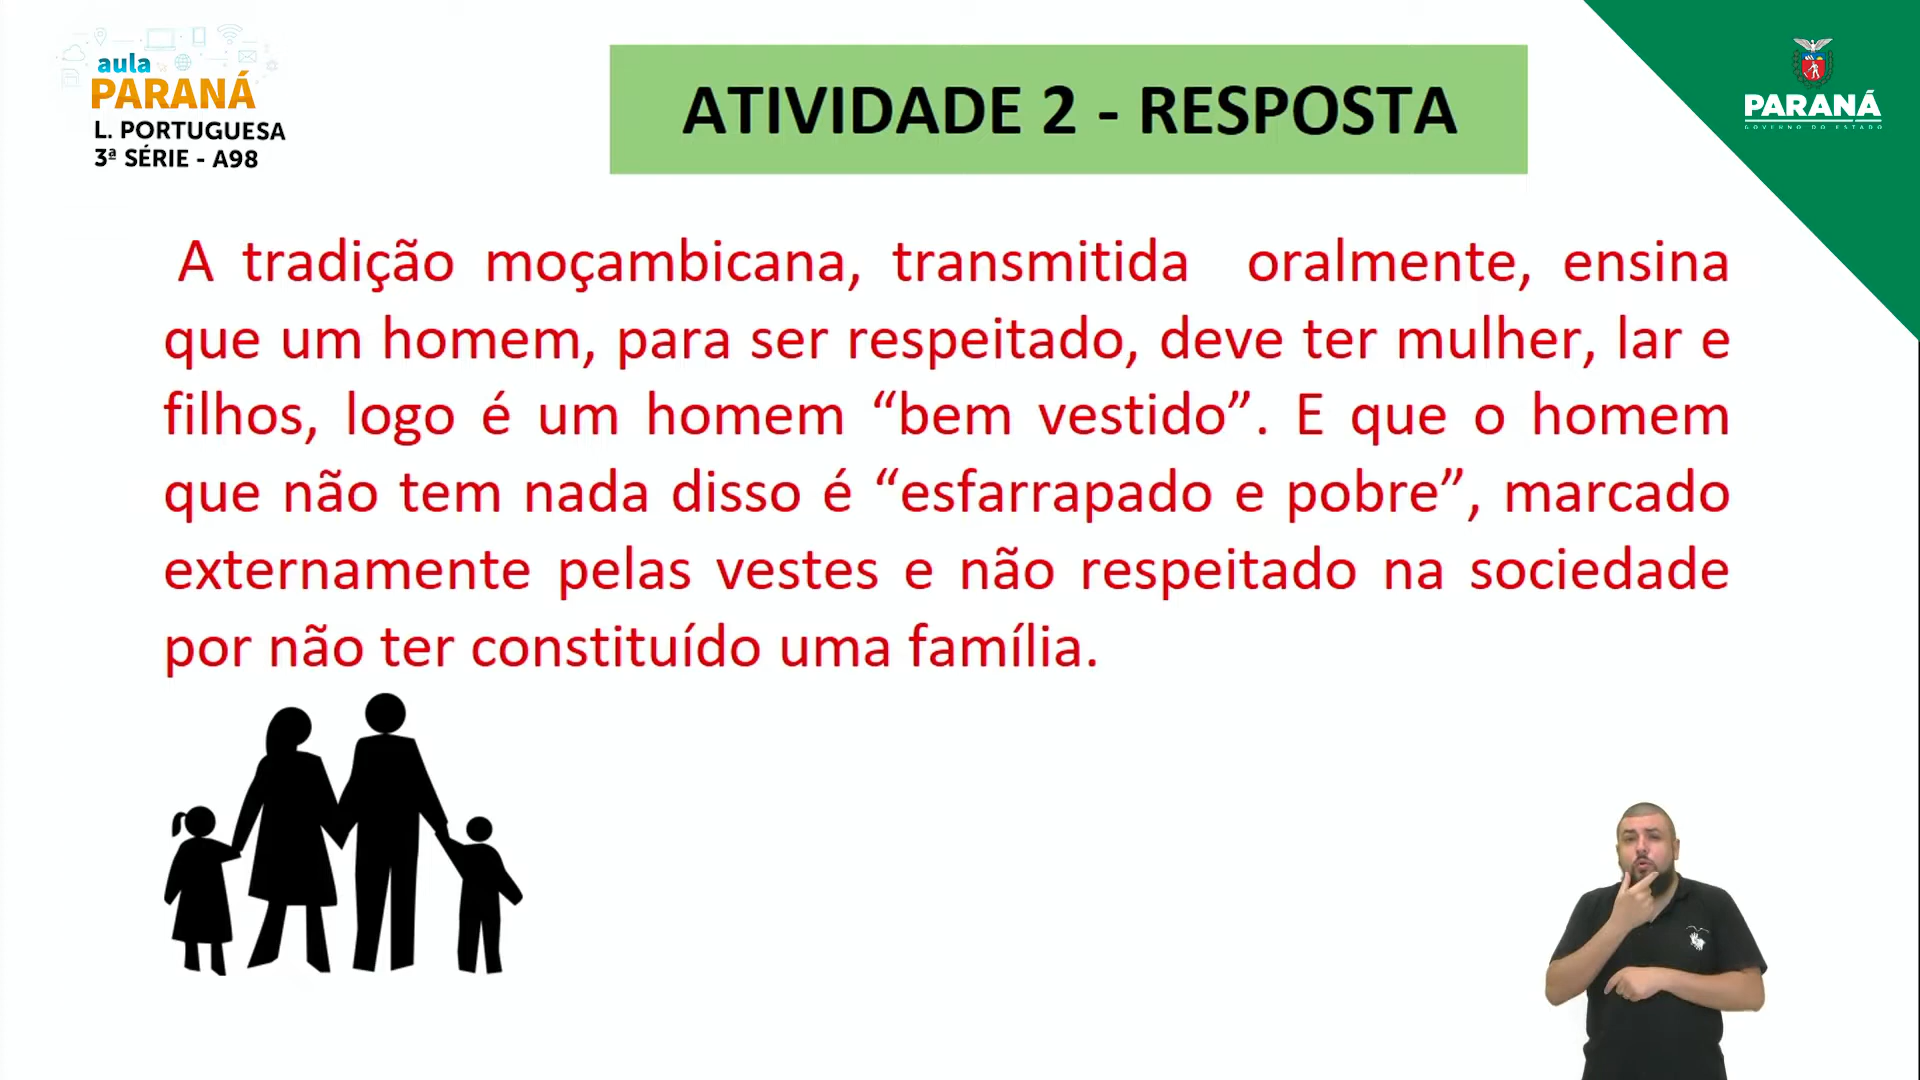 aula
PARANÁ
L. PORTUGUESA
3ª SÉRIE - A98
ATIVIDADE 2 - RESPOSTA
PARANÁ
GOVERNO DO ESTADO
A tradição moçambicana, transmitida oralmente, ensina
que um homem, para ser respeitado, deve ter mulher, lar e
filhos, logo é um homem “bem vestido”. E que o homem
que não tem nada disso é “esfarrapado e pobre”, marcado
externamente pelas vestes e não respeitado na sociedade
por não ter constituído uma família.